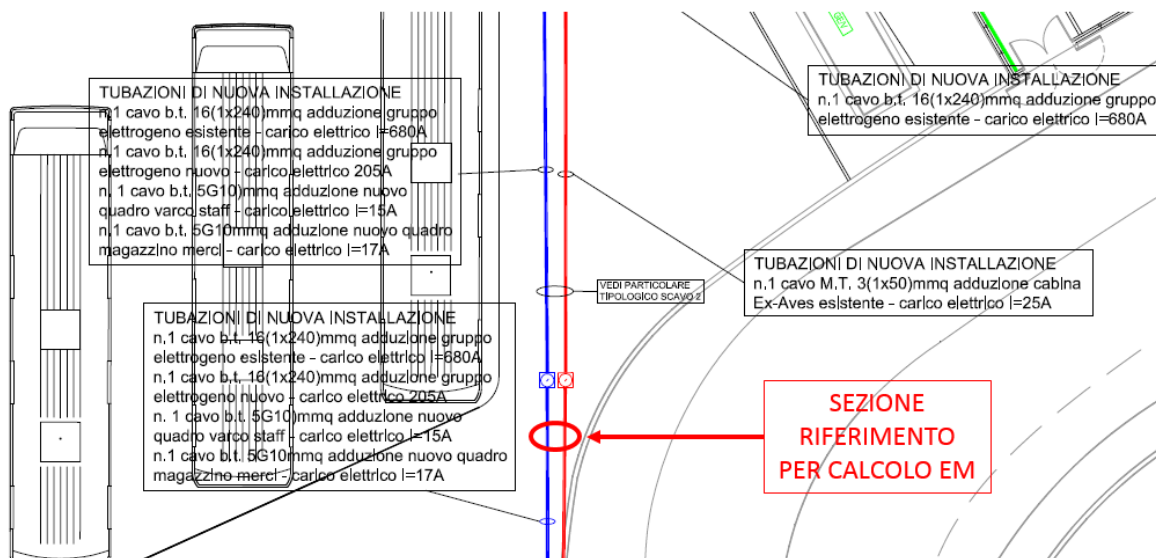 TUBAZIONI DI NUOVA INSTALLAZIONE
n.1 cavo b.t. 16(1x240)mmq adduzione gruppo
elettrogeno esistente - carico elettrico I=680A
n.1 cavo b.t. 16(1x240)mmq adduzione gruppo
elettrogeno nuovo - carico elettrico 205A
n. 1 cavo b.t. 5G10)mmq adduzione nuovo
quadro varco staff - carico elettrico I=15A
n.1 cavo b.t. 5G10mmq adduzione nuovo quadro
magazzino merci - carico elettrico I=17A
TUBAZIONI DI NUOVA INSTALLAZIONE
n.1 cavo b.t. 16(1x240)mmq adduzione gruppo
elettrogeno esistente - carico elettrico I=680A
TUBAZIONI DI NUOVA INSTALLAZIONE
n.1 cavo M.T. 3(1x50)mmq adduzione cabina
Ex-Aves esistente - carico elettrico I=25A
VEDI PARTICOLARE
TIPOLOGICO SCAVO 2
TUBAZIONI DI NUOVA INSTALLAZIONE
n.1 cavo b.t. 16(1x240)mmq adduzione gruppo
elettrogeno esistente - carico elettrico I=680A
n.1 cavo b.t. 16(1x240)mmq adduzione gruppo
elettrogeno nuovo - carico elettrico 205A
n. 1 cavo b.t. 5G10)mmq adduzione nuovo
quadro varco staff - carico elettrico I=15A
n.1 cavo b.t. 5G10mmq adduzione nuovo quadro
magazzino merci - carico elettrico I=17A
SEZIONE
RIFERIMENTO
PER CALCOLO EM